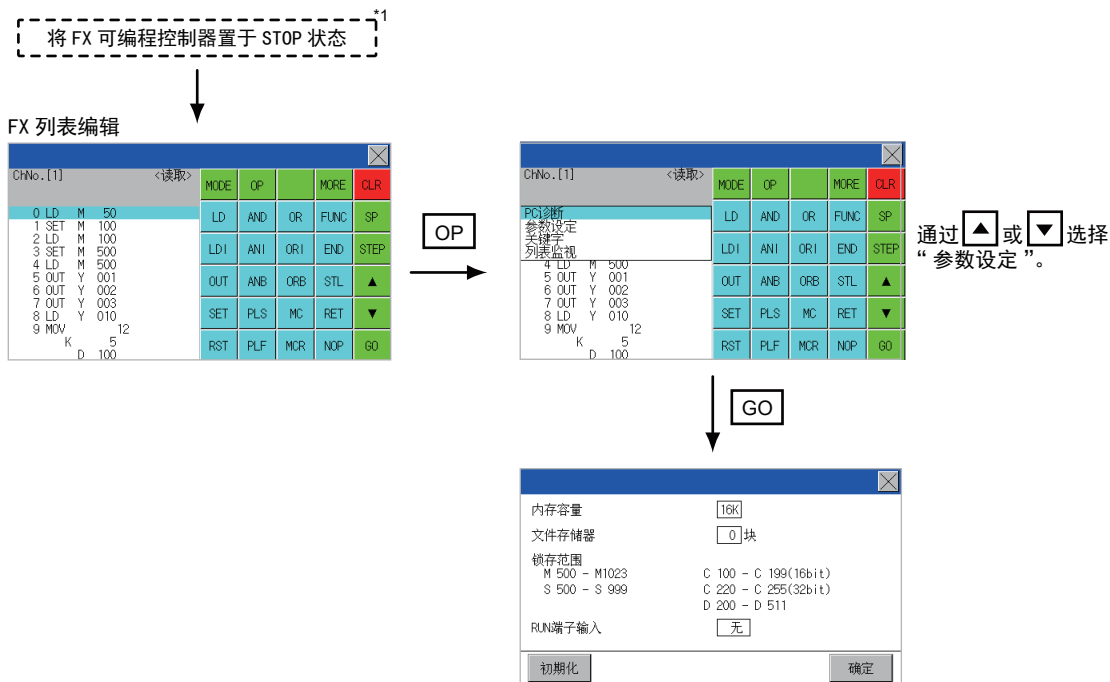 *1
将 FX 可编程控制器置于 STOP 状态
FX 列表编辑
ChNo.[1] <读取>
MODE OP MORE CLR
0 LD M 50
1 SET M 100
2 LD M 100
3 SET M 500
4 LD M 500
5 OUT Y 001
6 OUT Y 002
7 OUT Y 003
8 LD Y 010
9 MOV 12
K 5
D 100
LD AND OR FUNC SP
LDI ANI ORI END STEP
OUT ANB ORB STL ▲
SET PLS MC RET ▼
RST PLF MCR NOP GO
OP
ChNo.[1] <读取>
MODE OP MORE CLR
PC诊断
参数设定
关键字
列表监视
4 LD M 500
5 OUT Y 001
6 OUT Y 002
7 OUT Y 003
8 LD Y 010
9 MOV 12
K 5
D 100
LD AND OR FUNC SP
LDI ANI ORI END STEP
OUT ANB ORB STL ▲
SET PLS MC RET ▼
RST PLF MCR NOP GO
通过 ▲ 或 ▼ 选择
“ 参数设定 ”。
GO
内存容量 16K
文件存储器 0 块
锁存范围
M 500 - M1023 C 100 - C 199(16bit)
S 500 - S 999 C 220 - C 255(32bit)
D 200 - D 511
RUN端子输入 无
初期化 确定